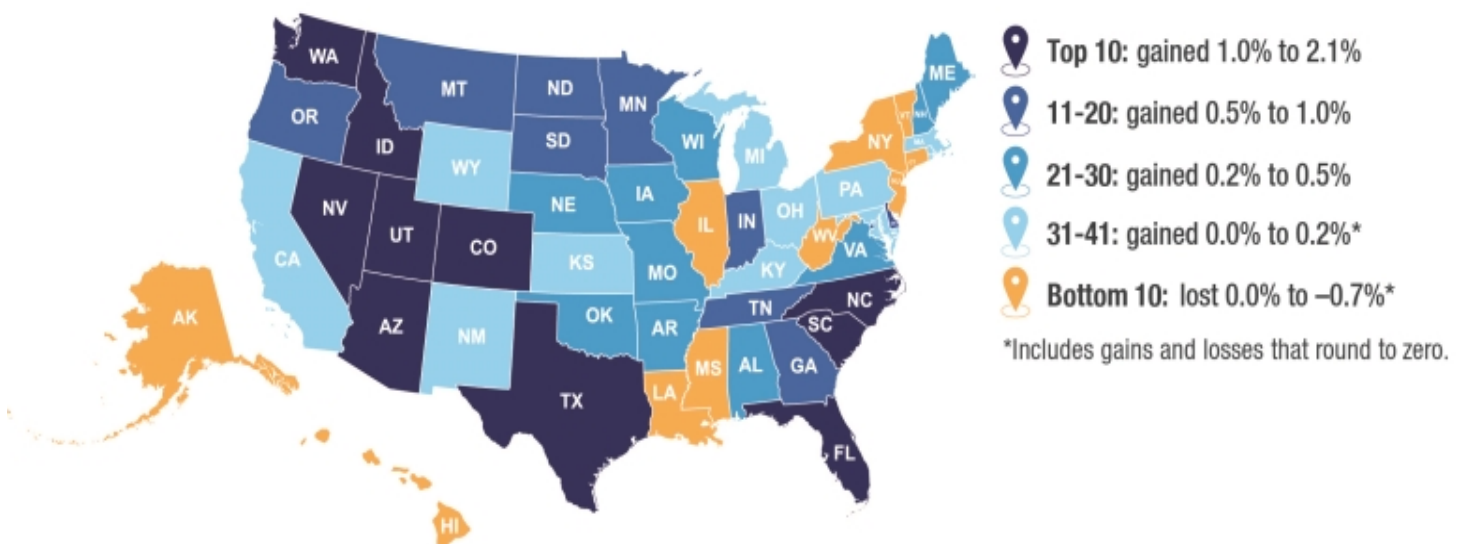 WA
MT
ND
MN
OR
ID
SD
WY
WI
MI
NY
VT
NH
ME
MA
NV
UT
CO
NE
IA
IL
IN
OH
PA
CA
KS
MO
KY
WV
VA
AZ
NM
OK
AR
TN
NC
SC
TX
LA
MS
AL
GA
FL
AK
HI
Top 10: gained 1.0% to 2.1%
11-20: gained 0.5% to 1.0%
21-30: gained 0.2% to 0.5%
31-41: gained 0.0% to 0.2%*
Bottom 10: lost 0.0% to –0.7%*
*Includes gains and losses that round to zero.